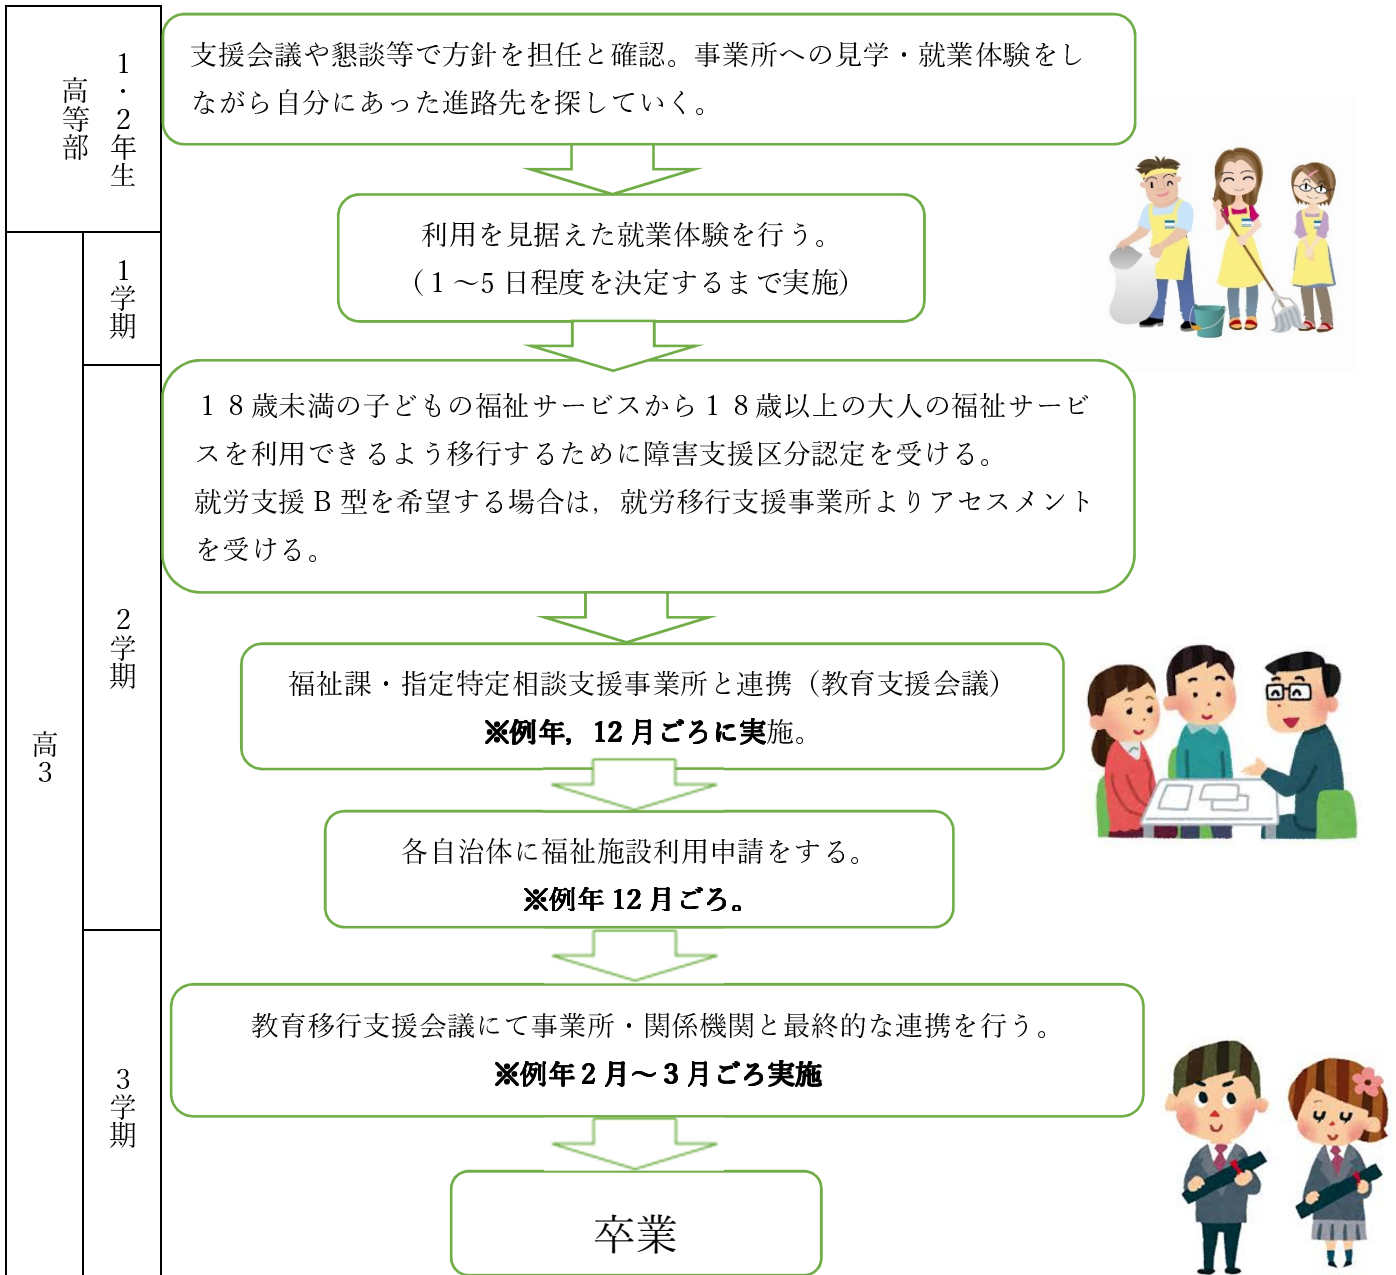 高等部
1・2年生
支援会議や懇談等で方針を担任と確認。事業所への見学・就業体験をし
ながら自分にあった進路先を探していく。
高3
1学期
利用を見据えた就業体験を行う。
(1～5日程度を決定するまで実施)
2学期
18歳未満の子どもの福祉サービスから18歳以上の大人の福祉サービ
スを利用できるよう移行するために障害支援区分認定を受ける。
就労支援B型を希望する場合は，就労移行支援事業所よりアセスメント
を受ける。
福祉課・指定特定相談支援事業所と連携（教育支援会議）
※例年，12月ごろに実施。
各自治体に福祉施設利用申請をする。
※例年12月ごろ。
3学期
教育移行支援会議にて事業所・関係機関と最終的な連携を行う。
※例年2月～3月ごろ実施
卒業